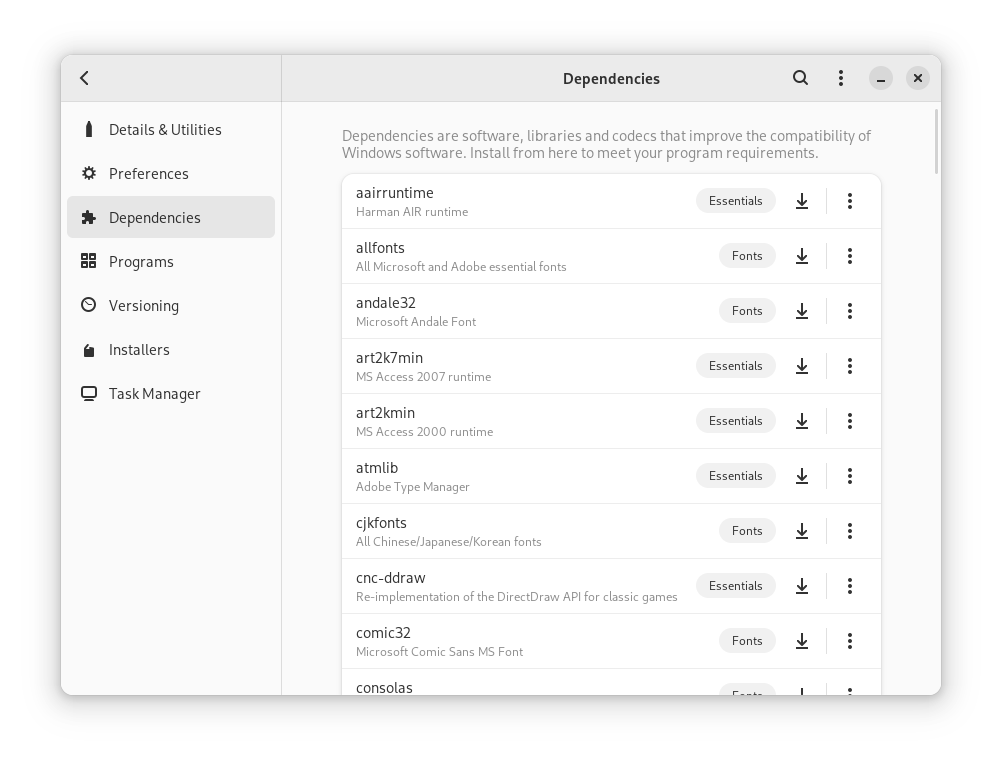 Dependencies
Details & Utilities
Preferences
Dependencies
Programs
Versioning
Installers
Task Manager
Dependencies are software, libraries and codecs that improve the compatibility of
Windows software. Install from here to meet your program requirements.
aairruntime
Harman AIR runtime
Essentials
allfonts
All Microsoft and Adobe essential fonts
Fonts
andale32
Microsoft Andale Font
Fonts
art2k7min
MS Access 2007 runtime
Essentials
art2kmin
MS Access 2000 runtime
Essentials
atmlib
Adobe Type Manager
Essentials
cjkfonts
All Chinese/Japanese/Korean fonts
Fonts
cnc-ddraw
Re-implementation of the DirectDraw API for classic games
Essentials
comic32
Microsoft Comic Sans MS Font
Fonts
consolas
Fonts